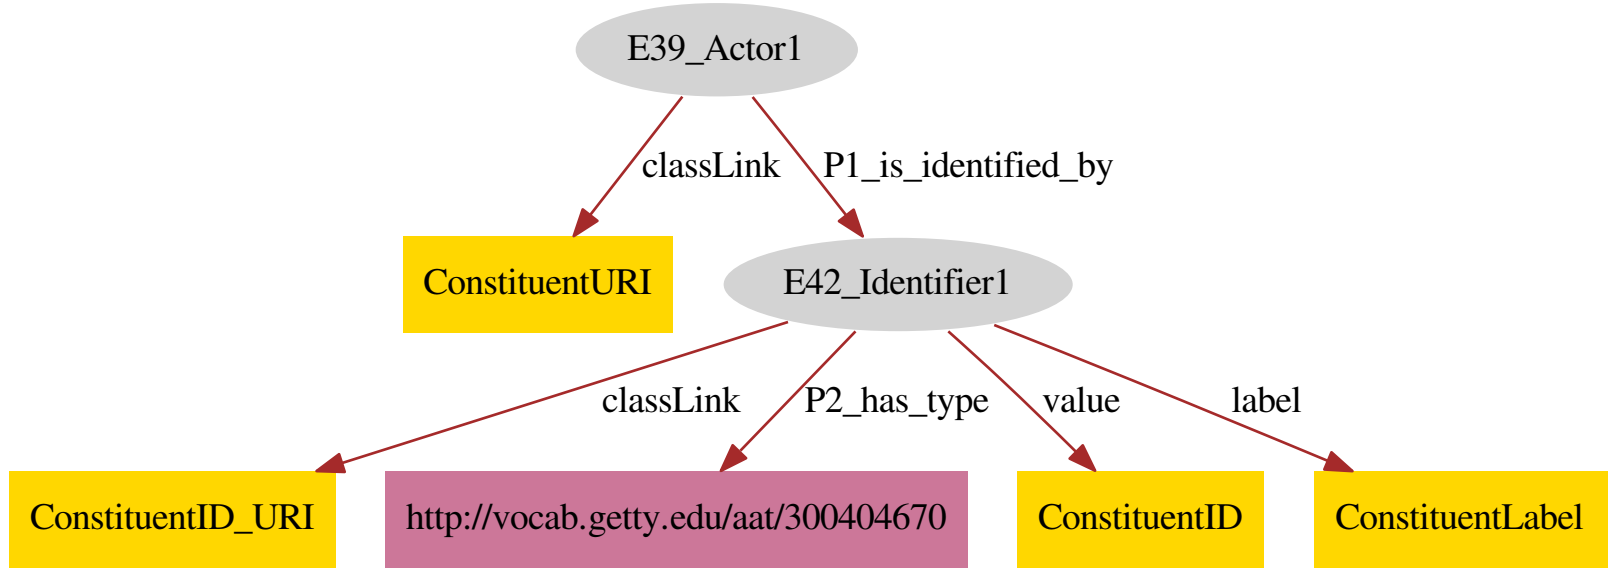 E39_Actor1
classLink
P1_is_identified_by
ConstituentURI
E42_Identifier1
classLink
P2_has_type
value
label
ConstituentID_URI
http://vocab.getty.edu/aat/300404670
ConstituentID
ConstituentLabel